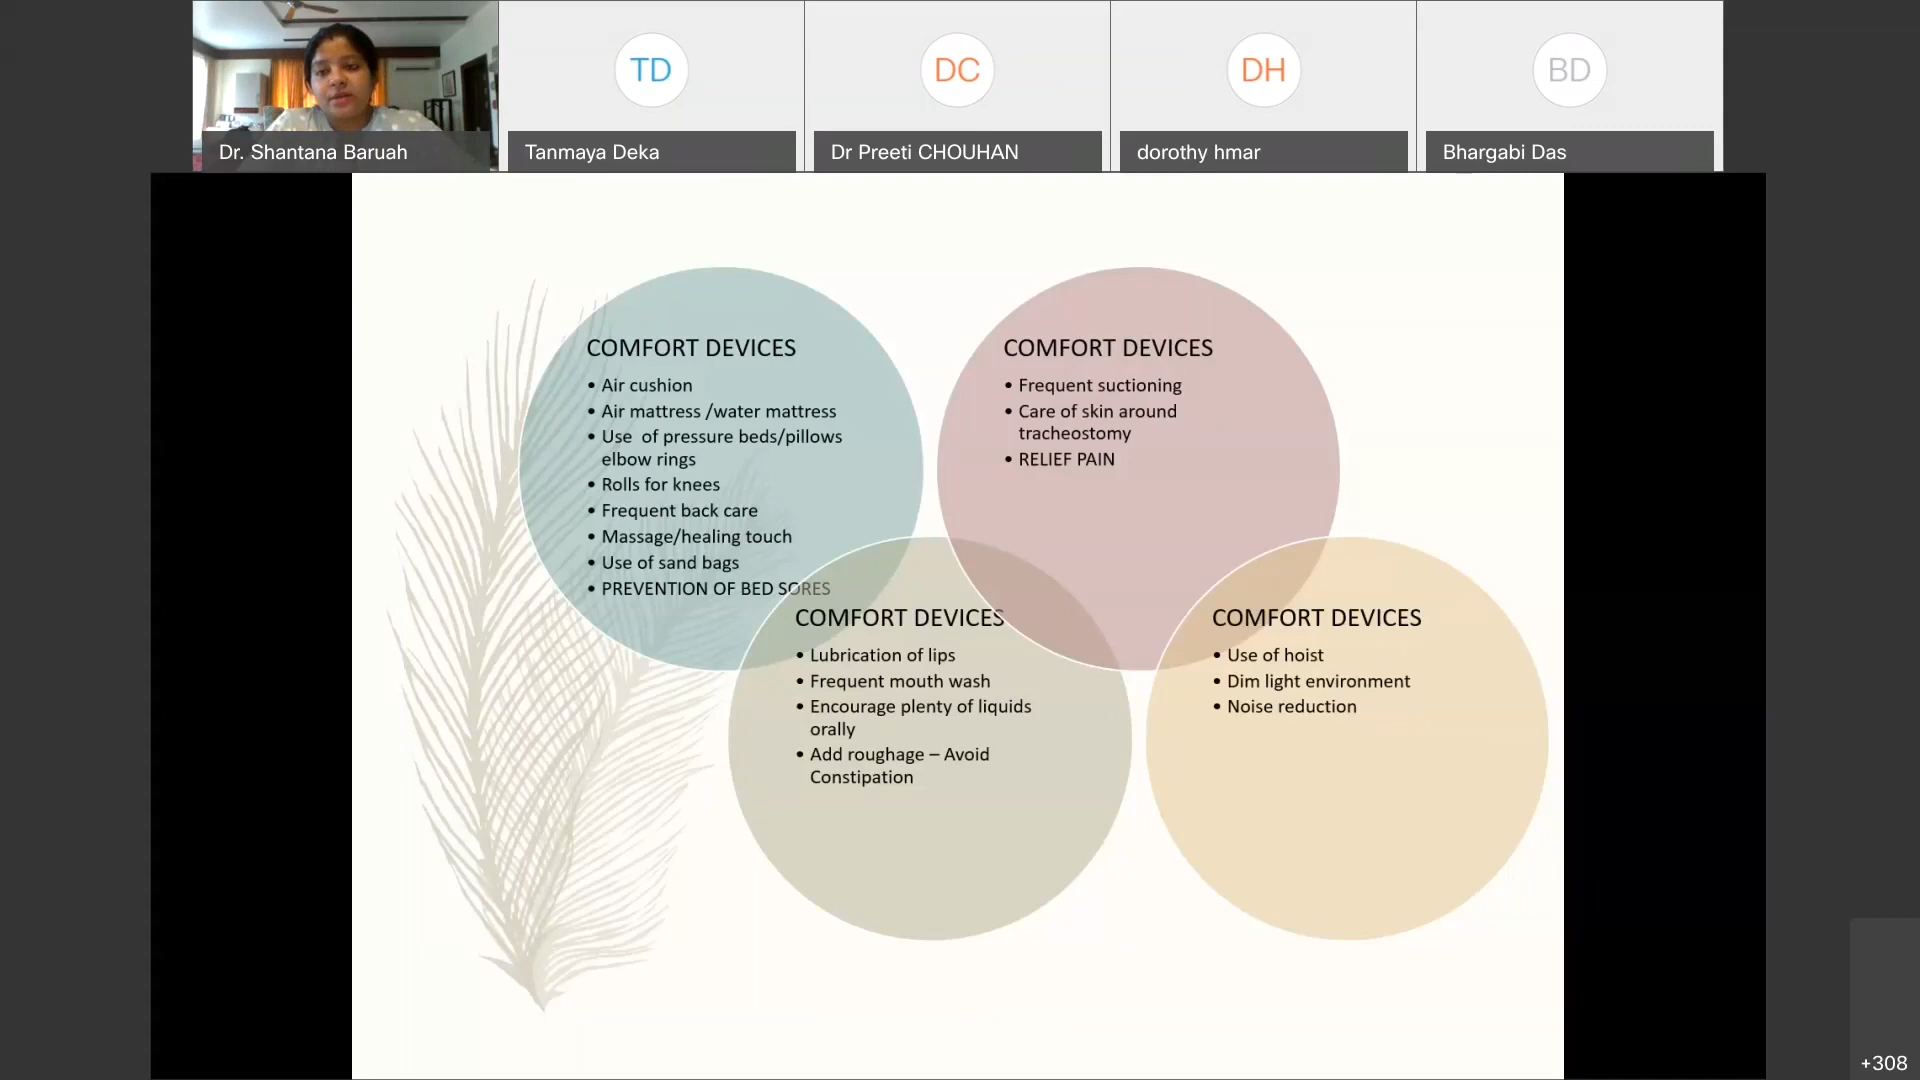 TD
DC
DH
BD
Dr. Shantana Baruah
Tanmaya Deka
Dr Preeti CHOUHAN
dorothy hmar
Bhargabi Das
COMFORT DEVICES
• Air cushion
• Air mattress /water mattress
• Use  of pressure beds/pillows
elbow rings
• Rolls for knees
• Frequent back care
• Massage/healing touch
• Use of sand bags
• PREVENTION OF BED SORES
COMFORT DEVICES
• Frequent suctioning
• Care of skin around
tracheostomy
• RELIEF PAIN
COMFORT DEVICES
• Lubrication of lips
• Frequent mouth wash
• Encourage plenty of liquids
orally
• Add roughage – Avoid
Constipation
COMFORT DEVICES
• Use of hoist
• Dim light environment
• Noise reduction
+308